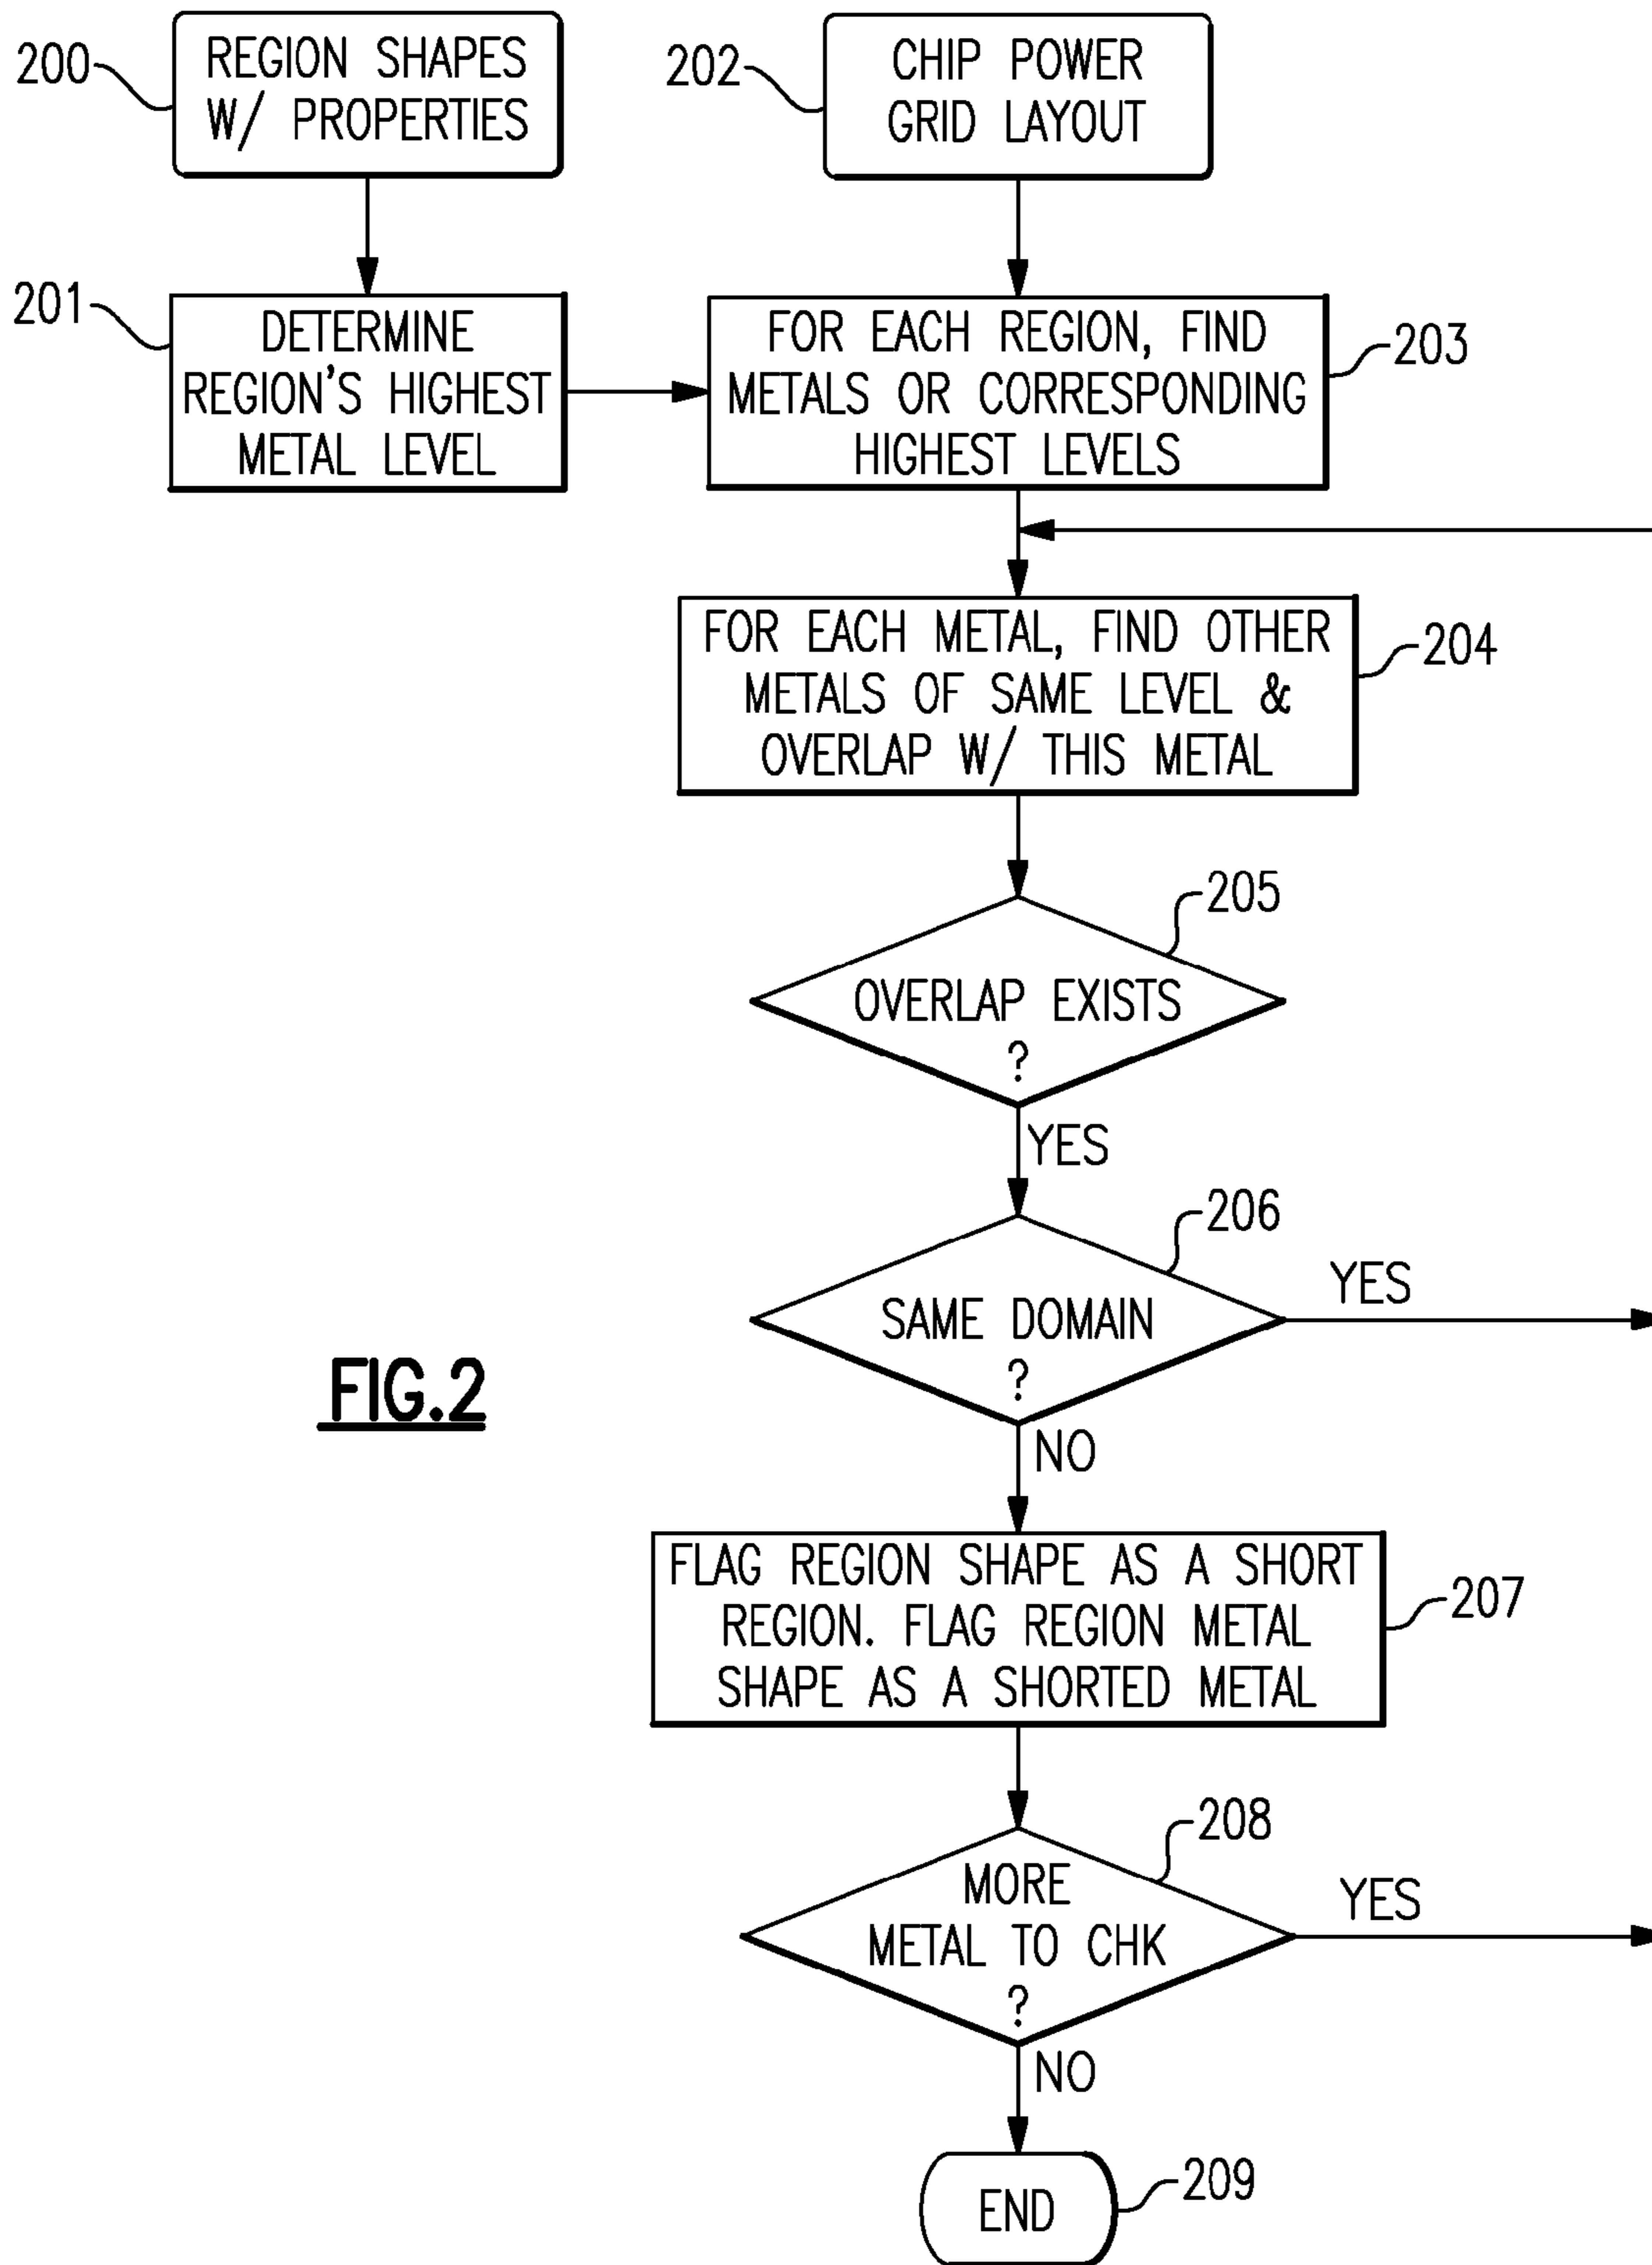 200
REGION SHAPES
W/ PROPERTIES
202
CHIP POWER
GRID LAYOUT
201
DETERMINE
REGION'S HIGHEST
METAL LEVEL
FOR EACH REGION, FIND
METALS OR CORRESPONDING
HIGHEST LEVELS
203
FOR EACH METAL, FIND OTHER
METALS OF SAME LEVEL &
OVERLAP W/ THIS METAL
204
205
OVERLAP EXISTS
?
YES
206
SAME DOMAIN
?
YES
NO
FIG.2
FLAG REGION SHAPE AS A SHORT
REGION. FLAG REGION METAL
SHAPE AS A SHORTED METAL
207
208
MORE
METAL TO CHK
?
YES
NO
END
209